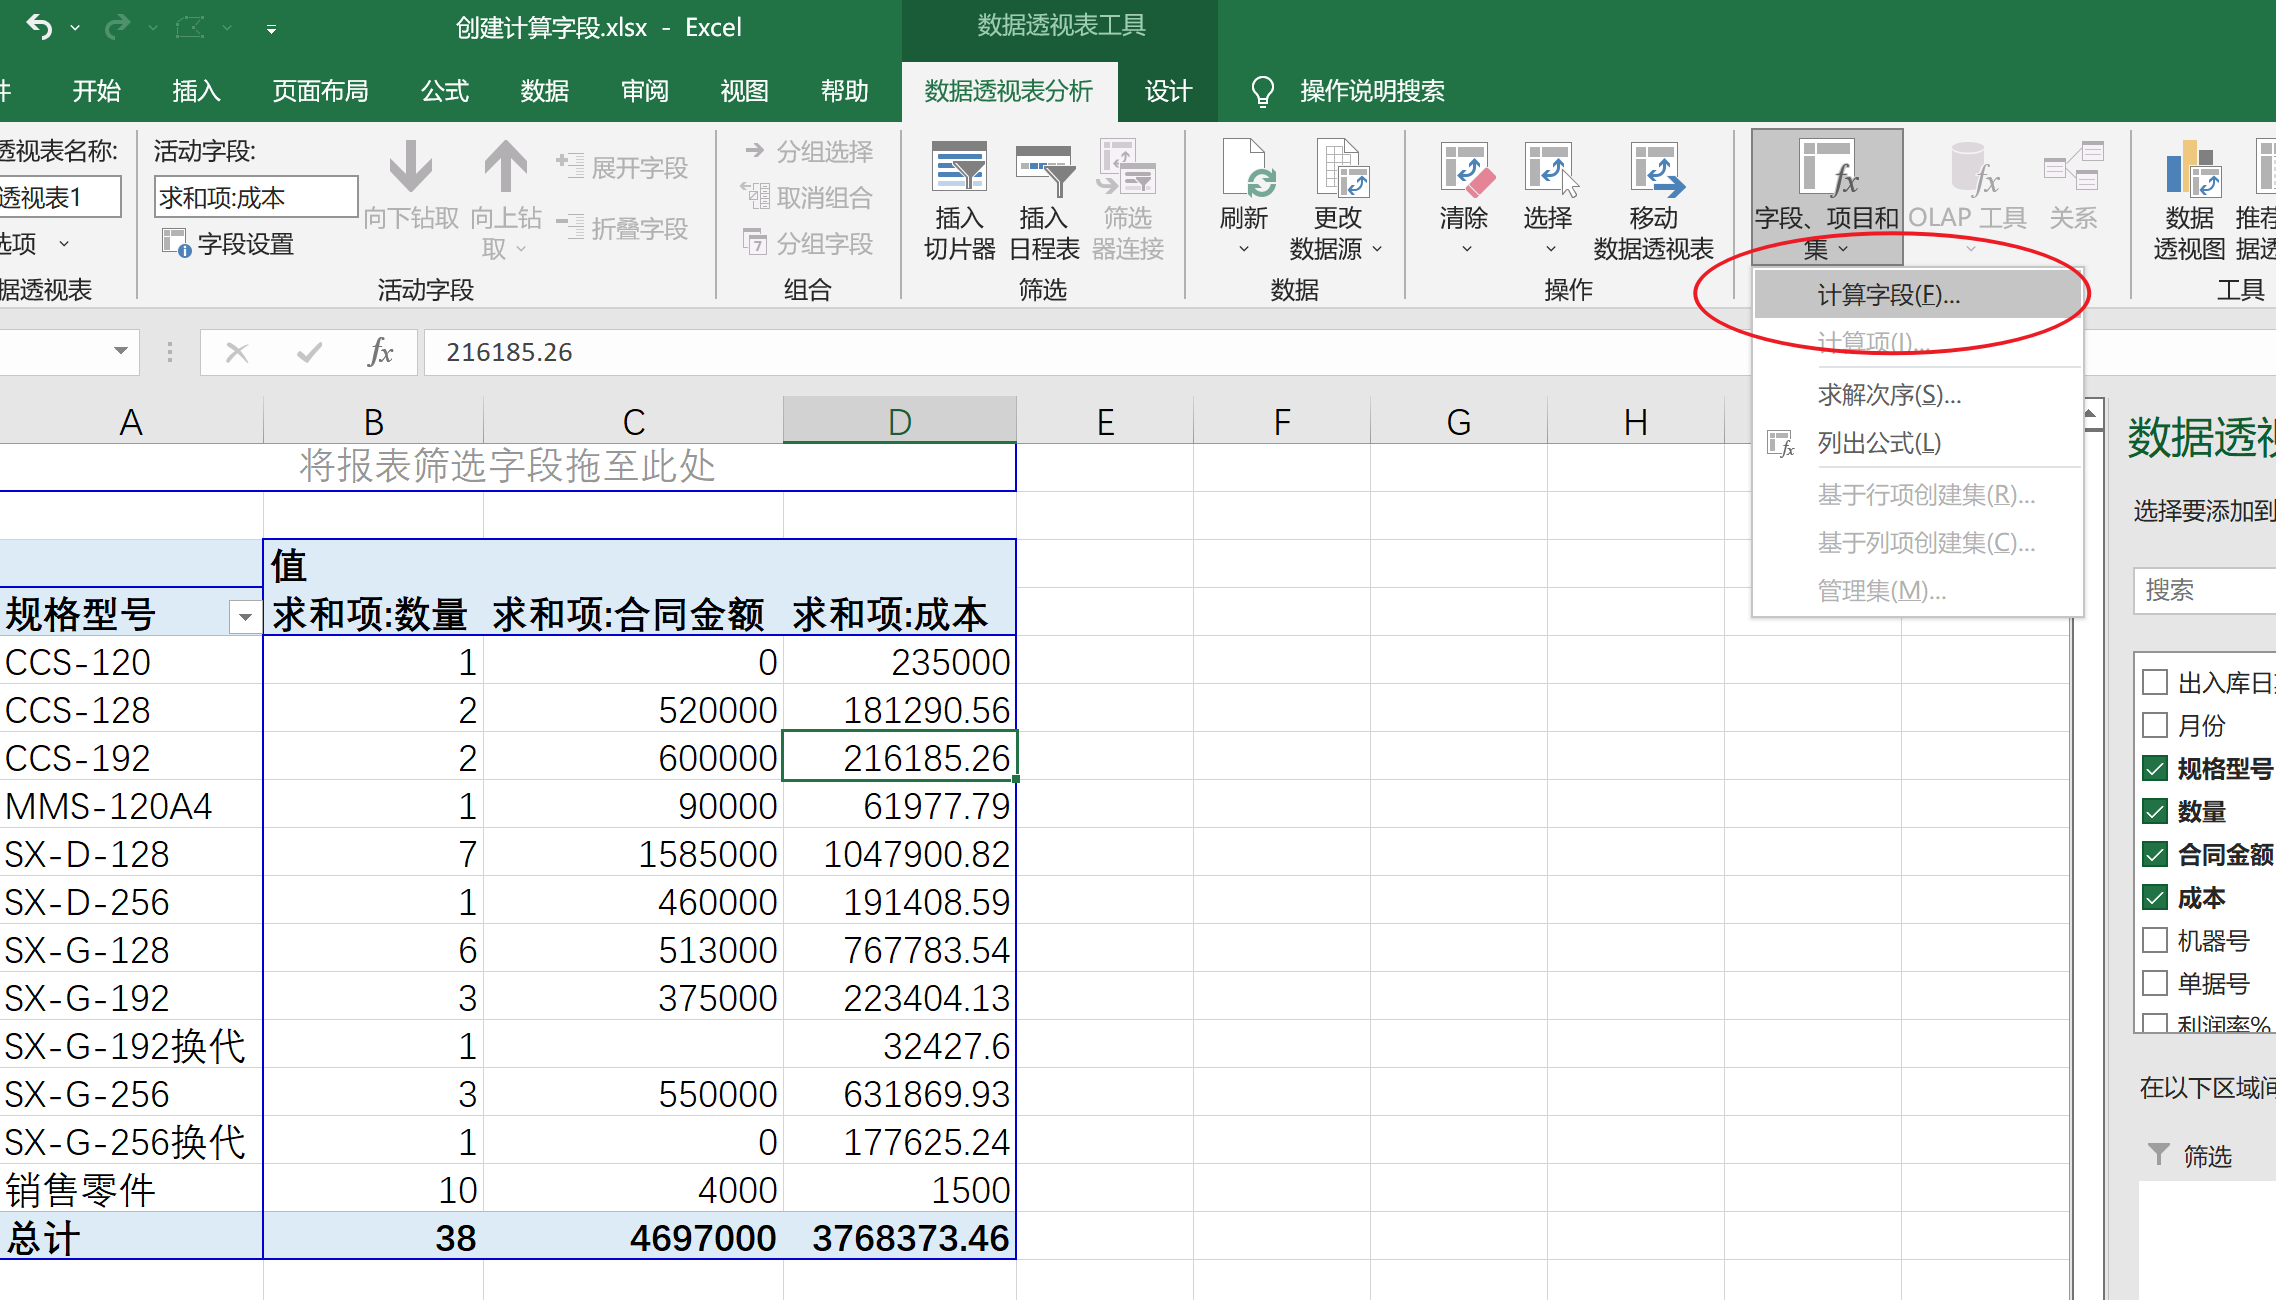 创建计算字段.xlsx - Excel
数据透视表工具
件 开始 插入 页面布局 公式 数据 审阅 视图 帮助 数据透视表分析 设计 操作说明搜索
透视表名称:
透视表1
选项
据透视表
活动字段:
求和项:成本
字段设置
向下钻取
向上钻
取
展开字段
折叠字段
活动字段
分组选择
取消组合
分组字段
组合
插入
切片器
插入
日程表
筛选
器连接
筛选
刷新
更改
数据源
数据
清除
选择
移动
数据透视表
操作
字段、项目和
集
OLAP 工具
关系
数据
透视图
推荐
据透
工具
计算字段(F)...
计算项(I)...
求解次序(S)...
列出公式(L)
基于行项创建集(R)...
基于列项创建集(C)...
管理集(M)...
fx 216185.26
A B C D E F G H
将报表筛选字段拖至此处
值
规格型号 求和项:数量 求和项:合同金额 求和项:成本
CCS-120 1 0 235000
CCS-128 2 520000 181290.56
CCS-192 2 600000 216185.26
MMS-120A4 1 90000 61977.79
SX-D-128 7 1585000 1047900.82
SX-D-256 1 460000 191408.59
SX-G-128 6 513000 767783.54
SX-G-192 3 375000 223404.13
SX-G-192换代 1 32427.6
SX-G-256 3 550000 631869.93
SX-G-256换代 1 0 177625.24
销售零件 10 4000 1500
总计 38 4697000 3768373.46
数据透视
选择要添加到
搜索
出入库日期
月份
规格型号
数量
合同金额
成本
机器号
单据号
利润率%
在以下区域间
筛选